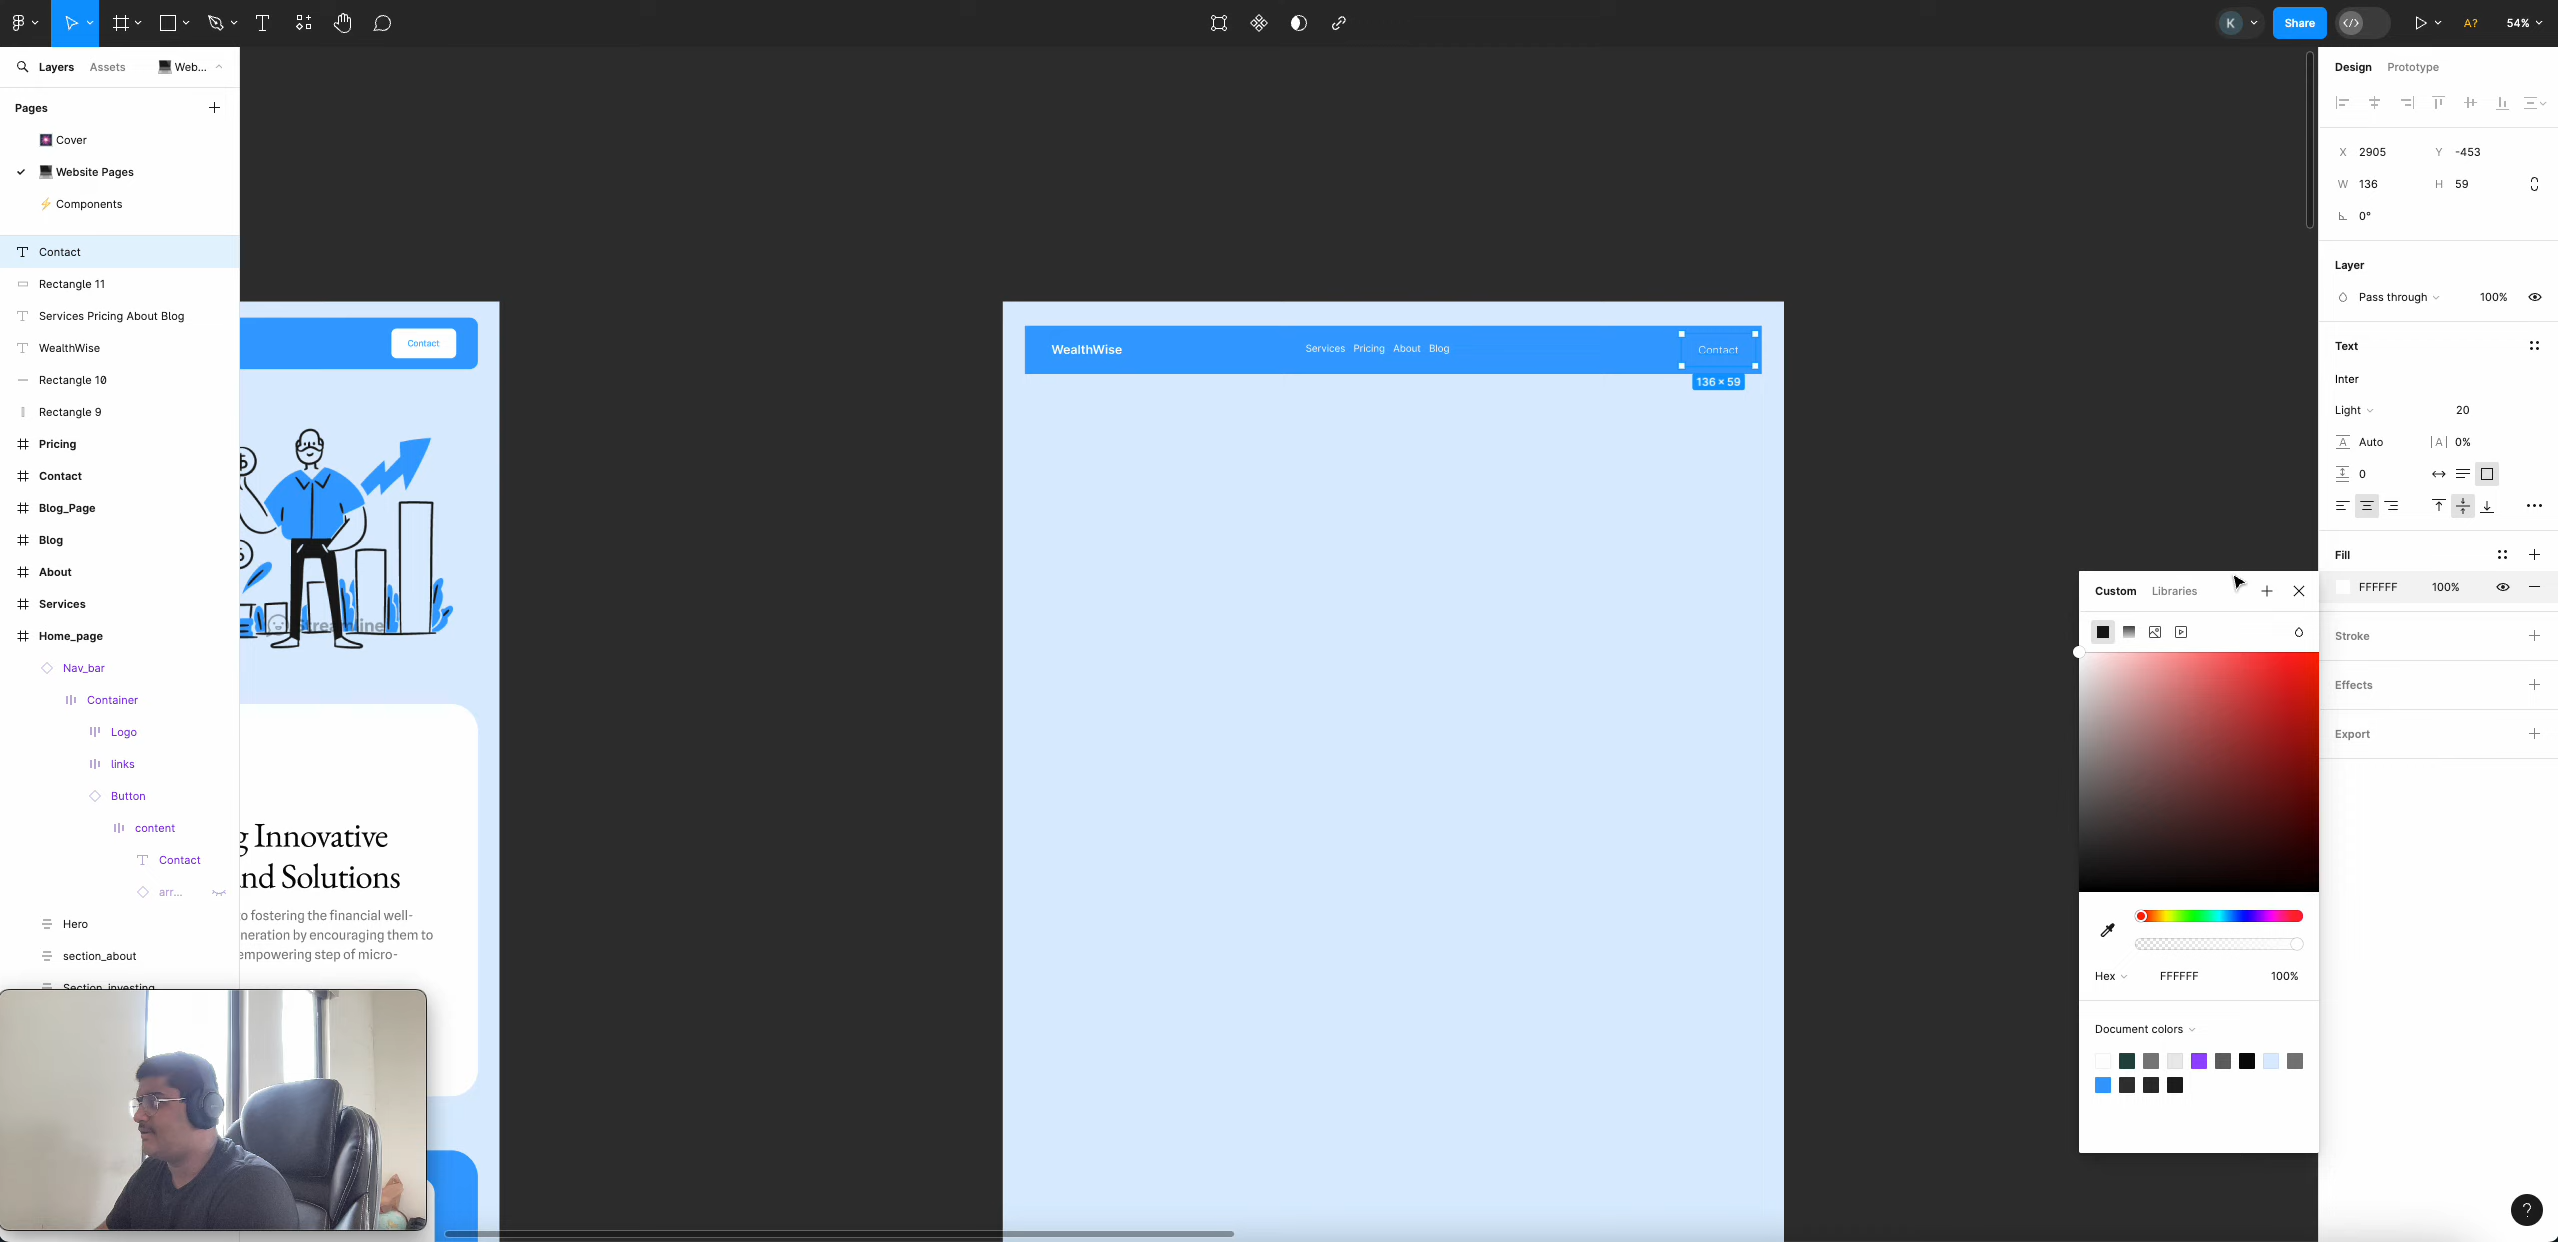 K
Share
A?
54%
Layers
Assets
Web...
Pages
Cover
Website Pages
Components
Contact
Rectangle 11
Services Pricing About Blog
WealthWise
Rectangle 10
Rectangle 9
Pricing
Contact
Blog_Page
Blog
About
Services
Home_page
Nav_bar
Container
Logo
links
Button
content
Contact
arr...
Hero
section_about
Section_investing
Contact
g Innovative
nd Solutions
o fostering the financial well-
neration by encouraging them to
empowering step of micro-
WealthWise
Services Pricing About Blog
Contact
136 × 59
Custom
Libraries
Hex
FFFFFF
100%
Document colors
Design
Prototype
X 2905
Y -453
W 136
H 59
0°
Layer
Pass through
100%
Text
Inter
Light
20
Auto
0%
0
Fill
FFFFFF
100%
Stroke
Effects
Export
?